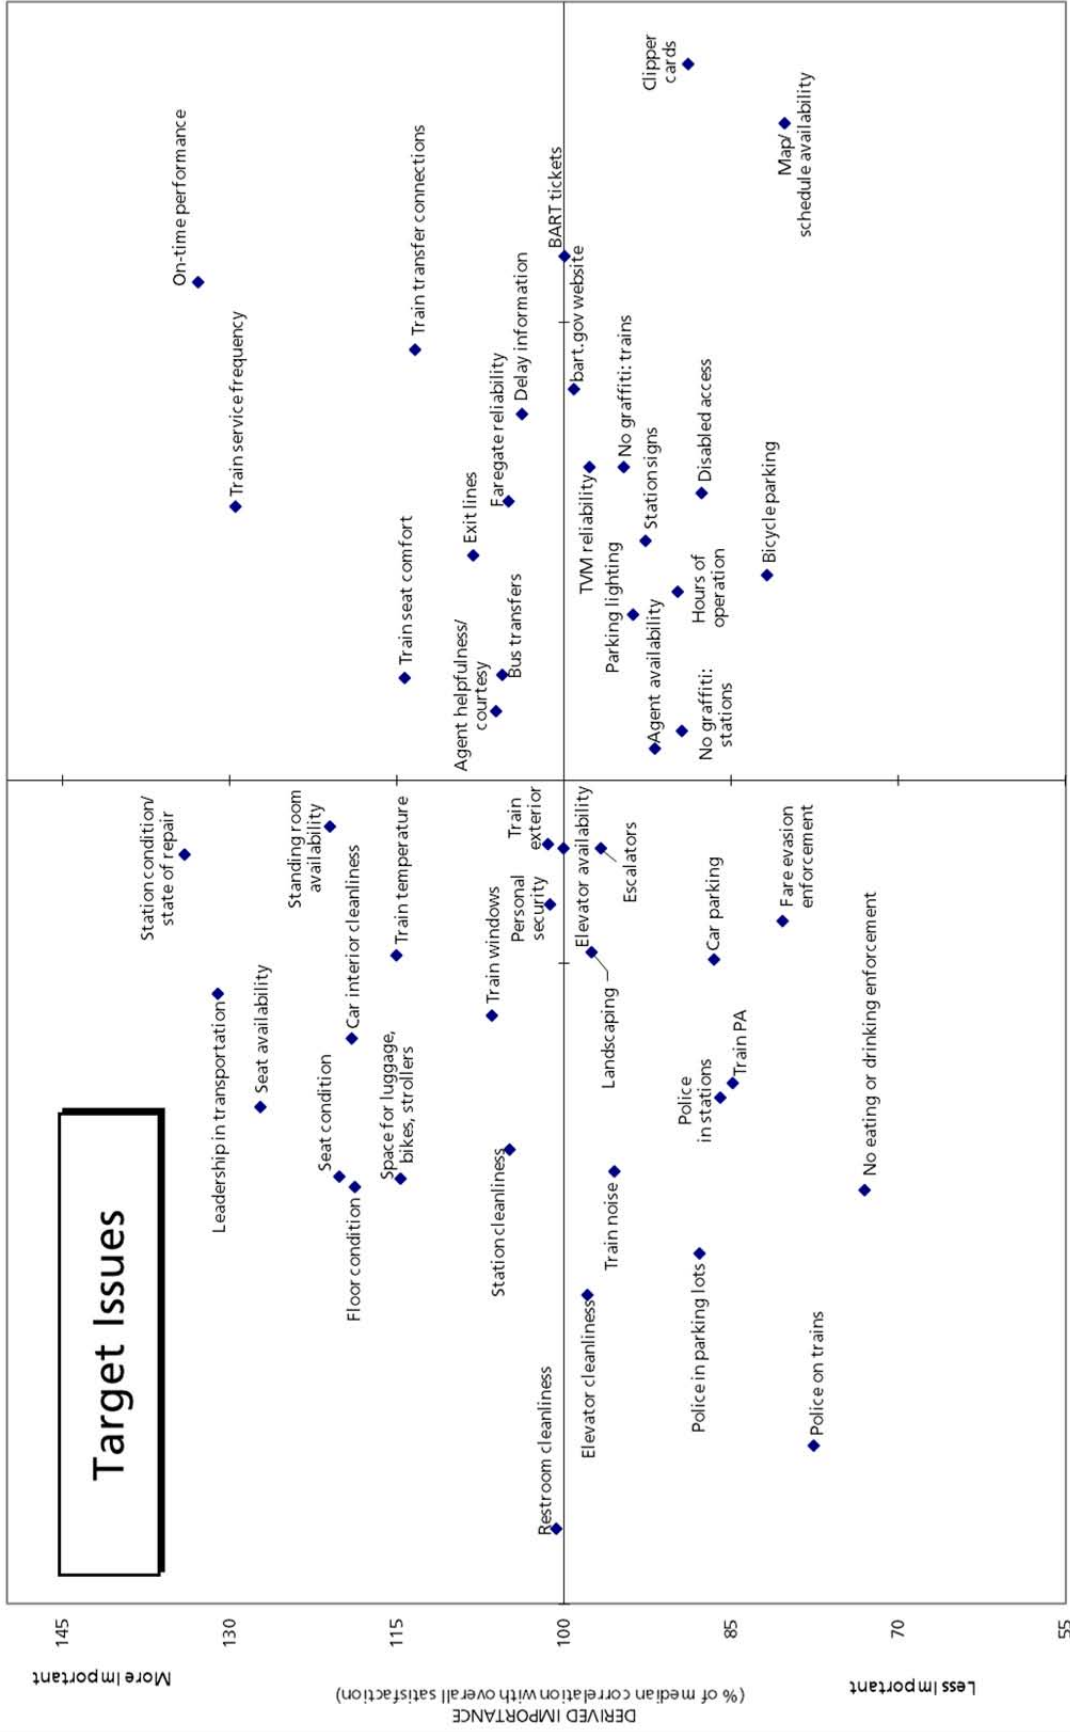 Target Issues
Station condition/
state of repair
On-time performance
Leadership in transportation
Train service frequency
Seat availability
Standing room
availability
Seat condition
Car interior cleanliness
Floor condition
Train temperature
Space for luggage,
bikes, strollers
Train seat comfort
Train transfer connections
Exit lines
Agent helpfulness/
courtesy
Train windows
Bus transfers
Station cleanliness
Faregate reliability
Delay information
Train
exterior
Personal
security
Restroom cleanliness
BART tickets
Elevator availability
bart.gov website
Elevator cleanliness
Landscaping
TVM reliability
Escalators
Train noise
No graffiti: trains
Parking lighting
Station signs
Agent availability
Clipper
cards
Hours of
operation
No graffiti:
stations
Disabled access
Police in parking lots
Police
in stations
Car parking
Train PA
Bicycle parking
Map/
schedule availability
Fare evasion
enforcement
Police on trains
No eating or drinking enforcement
145
130
115
100
85
70
55
More Important
DERIVED IMPORTANCE
(% of median correlation with overall satisfaction)
Less Important